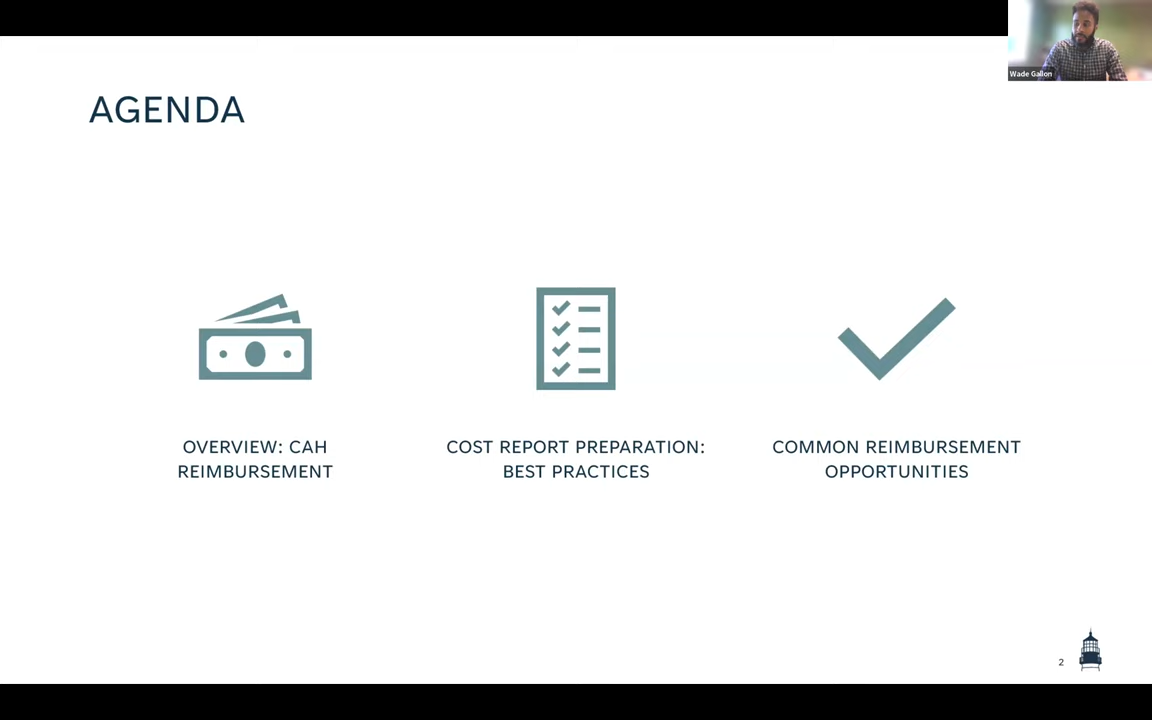 Wade Gallon
AGENDA
OVERVIEW: CAH
REIMBURSEMENT
COST REPORT PREPARATION:
BEST PRACTICES
COMMON REIMBURSEMENT
OPPORTUNITIES
2